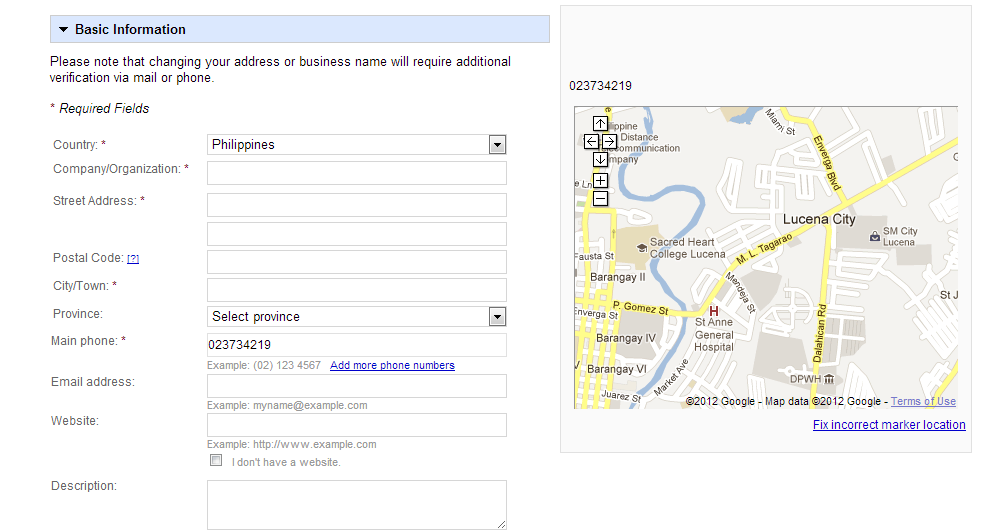 Basic Information
Please note that changing your address or business name will require additional
verification via mail or phone.
* Required Fields
Country: *
Philippines
Company/Organization: *
Street Address: *
Postal Code: [?]
City/Town: *
Province:
Select province
Main phone: *
023734219
Example: (02) 123 4567 Add more phone numbers
Email address:
Example: myname@example.com
Website:
Example: http://www.example.com
I don't have a website.
Description:
023734219
Miami St
Enverga Blvd
Distance
Lucena City
SM City
Lucena
M. L. Tagarao
Sacred Heart
College Lucena
Fausta St
Barangay II
Mendeja St
P. Gomez St
Enverga St
St Anne
General
Hospital
Barangay IV
Dalahican Rd
St J
Barangay VI
Market Ave
DPWH
Juarez St
©2012 Google - Map data ©2012 Google - Terms of Use
Fix incorrect marker location